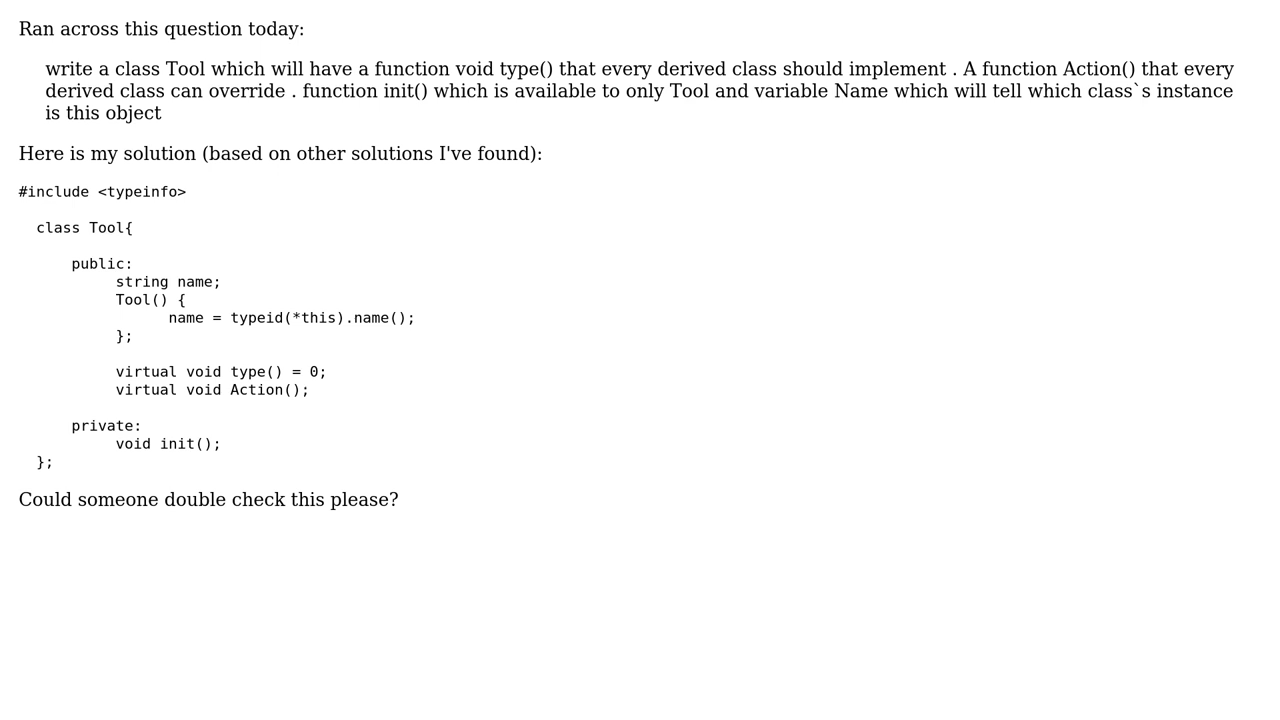 Ran across this question today:
write a class Tool which will have a function void type() that every derived class should implement . A function Action() that every
derived class can override . function init() which is available to only Tool and variable Name which will tell which class`s instance
is this object
Here is my solution (based on other solutions I've found):
#include <typeinfo>
class Tool{
public:
string name;
Tool() {
name = typeid(*this).name();
};
virtual void type() = 0;
virtual void Action();
private:
void init();
};
Could someone double check this please?